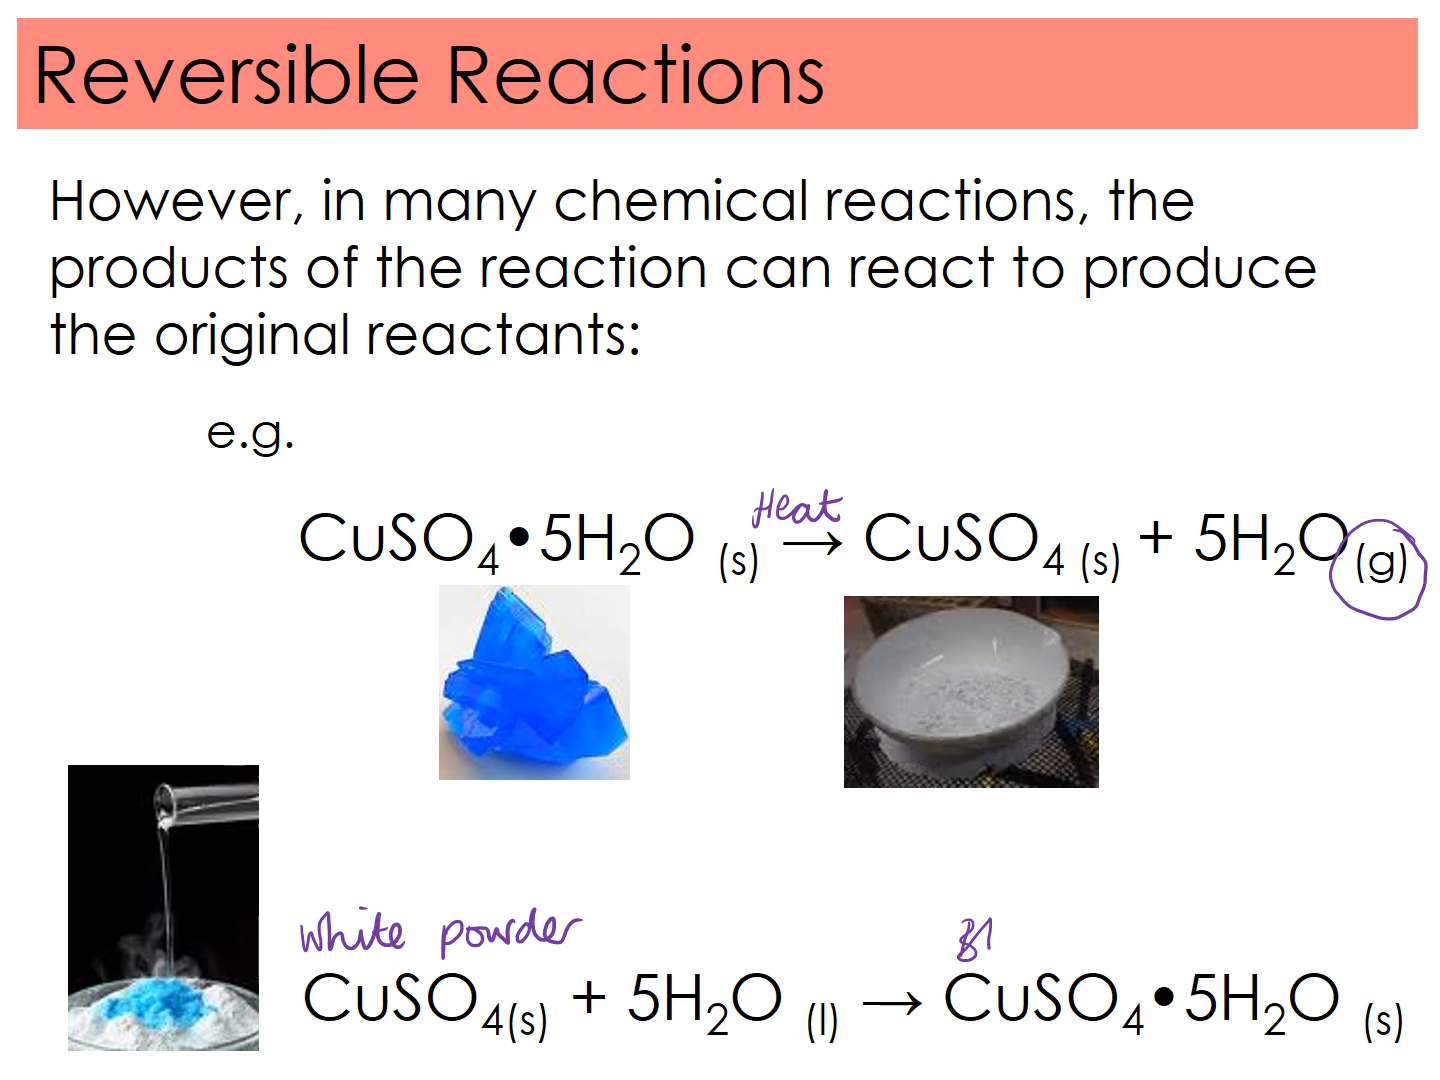 Reversible Reactions
However, in many chemical reactions, the
products of the reaction can react to produce
the original reactants:
e.g.
Heat
CuSO₄•5H₂O (s) → CuSO₄ (s) + 5H₂O (g)
white powder Bl
CuSO₄(s) + 5H₂O (l) → CuSO₄•5H₂O (s)